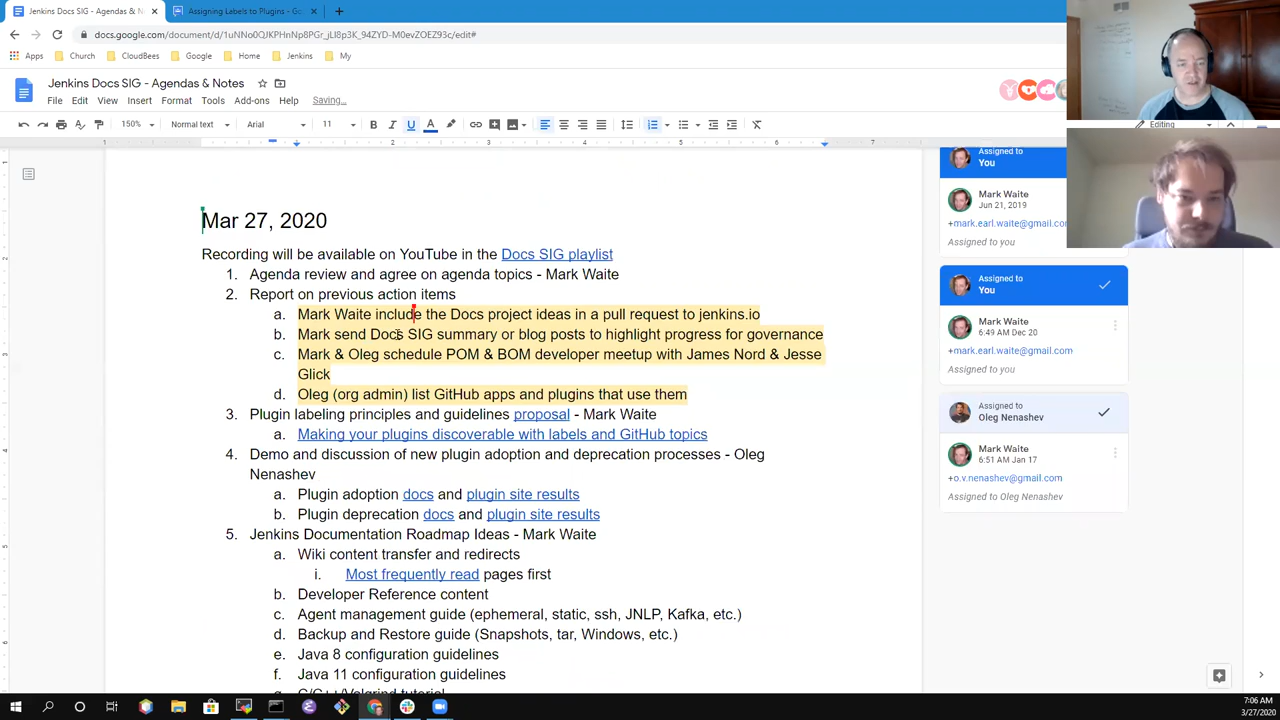 Jenkins Docs SIG - Agendas & N
Assigning Labels to Plugins - Go
docs.google.com/document/d/1uNNo0QJKPHnNp8PGr_jLI8p3K_94ZYD-M0evZOEZ93c/edit#
Apps
Church
CloudBees
Google
Home
Jenkins
My
Jenkins Docs SIG - Agendas & Notes
File Edit View Insert Format Tools Add-ons Help Saving...
150% Normal text Arial 11 Editing
1 2 3 4 5 6 7
Mar 27, 2020
Recording will be available on YouTube in the Docs SIG playlist
1. Agenda review and agree on agenda topics - Mark Waite
2. Report on previous action items
a. Mark Waite include the Docs project ideas in a pull request to jenkins.io
b. Mark send Docs SIG summary or blog posts to highlight progress for governance
c. Mark & Oleg schedule POM & BOM developer meetup with James Nord & Jesse
Glick
d. Oleg (org admin) list GitHub apps and plugins that use them
3. Plugin labeling principles and guidelines proposal - Mark Waite
a. Making your plugins discoverable with labels and GitHub topics
4. Demo and discussion of new plugin adoption and deprecation processes - Oleg
Nenashev
a. Plugin adoption docs and plugin site results
b. Plugin deprecation docs and plugin site results
5. Jenkins Documentation Roadmap Ideas - Mark Waite
a. Wiki content transfer and redirects
i. Most frequently read pages first
b. Developer Reference content
c. Agent management guide (ephemeral, static, ssh, JNLP, Kafka, etc.)
d. Backup and Restore guide (Snapshots, tar, Windows, etc.)
e. Java 8 configuration guidelines
f. Java 11 configuration guidelines
g. C/C++/Valgrind tutorial
Assigned to
You
Mark Waite
Jun 21, 2019
+mark.earl.waite@gmail.com
Assigned to you
Assigned to
You
Mark Waite
6:49 AM Dec 20
+mark.earl.waite@gmail.com
Assigned to you
Assigned to
Oleg Nenashev
Mark Waite
6:51 AM Jan 17
+o.v.nenashev@gmail.com
Assigned to Oleg Nenashev
7:06 AM
3/27/2020